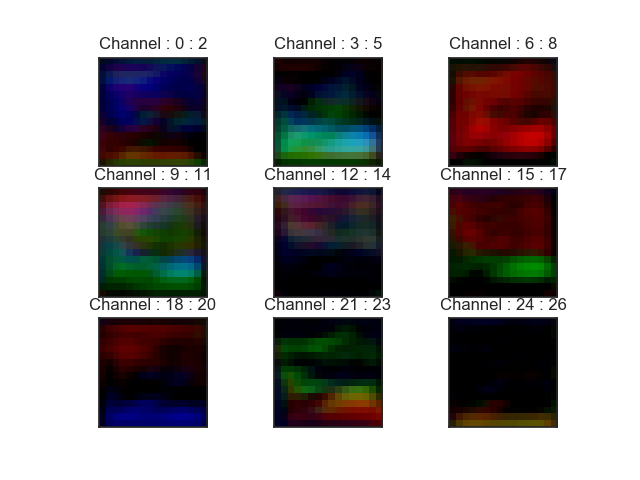 Channel : 0 : 2
Channel : 3 : 5
Channel : 6 : 8
Channel : 9 : 11
Channel : 12 : 14
Channel : 15 : 17
Channel : 18 : 20
Channel : 21 : 23
Channel : 24 : 26